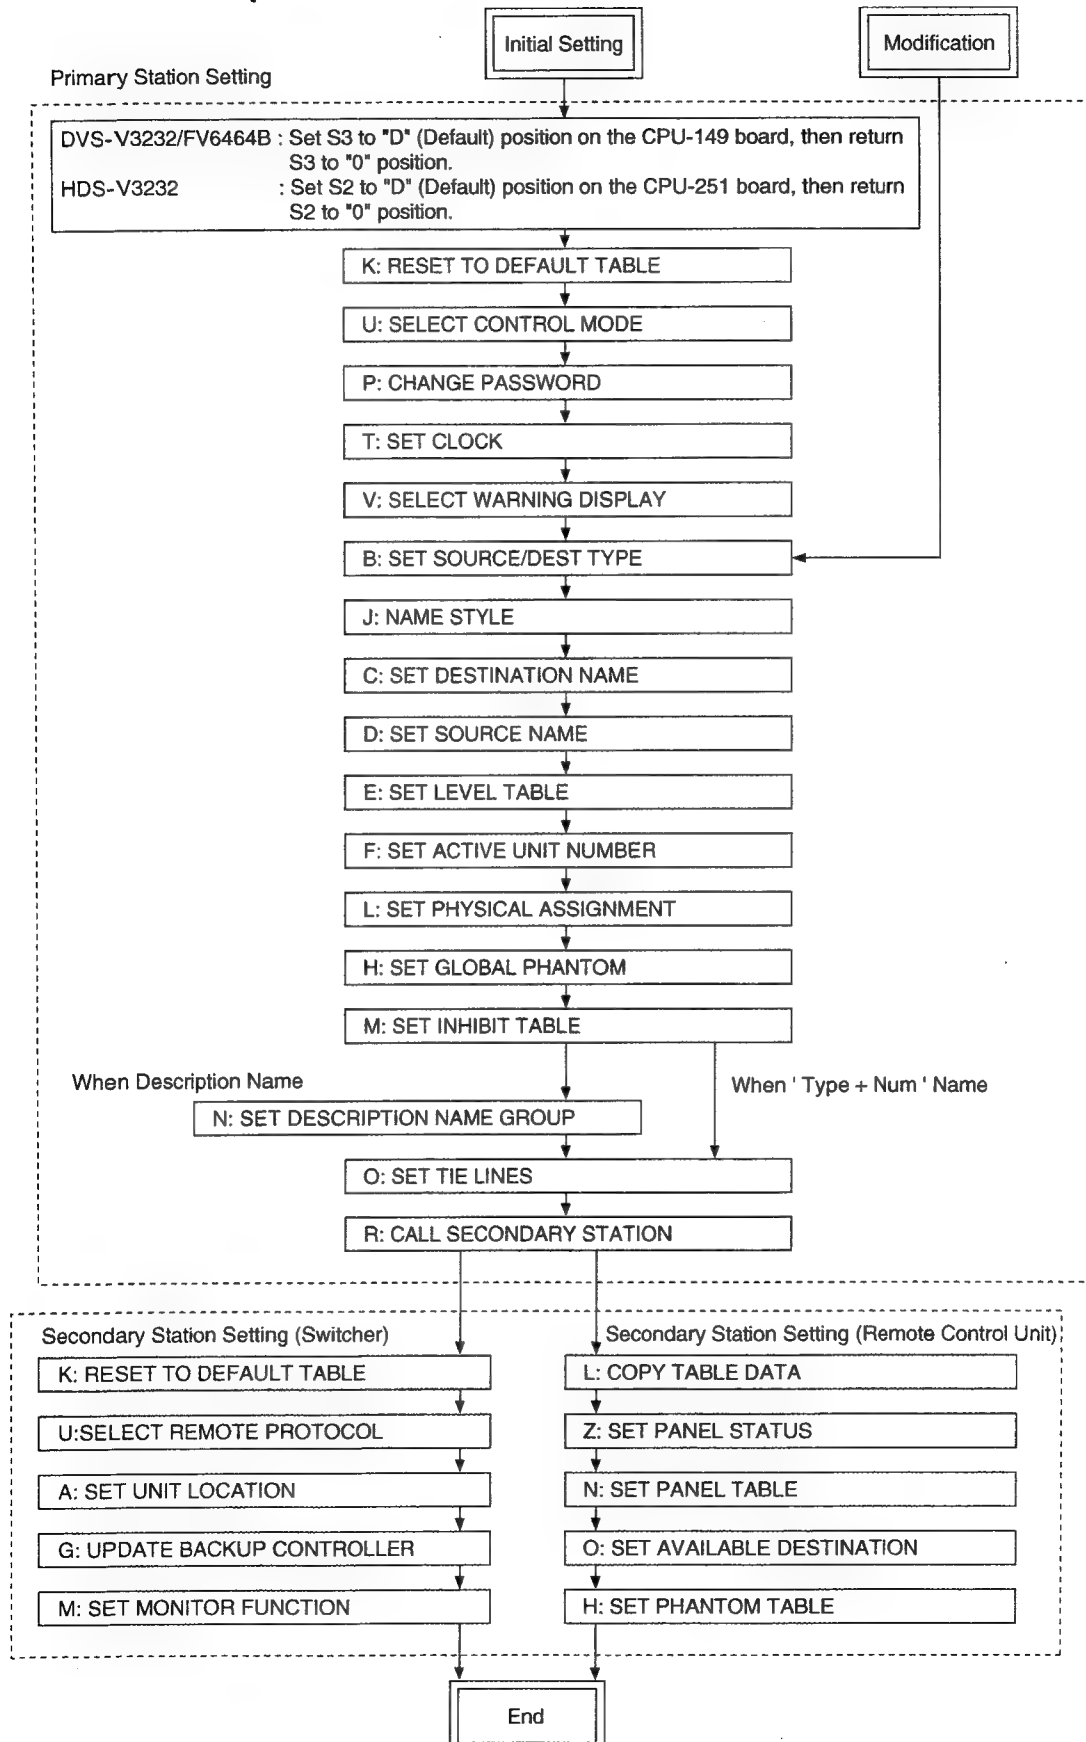 Initial Setting
Modification
Primary Station Setting
DVS-V3232/FV6464B : Set S3 to "D" (Default) position on the CPU-149 board, then return
S3 to "0" position.
HDS-V3232 : Set S2 to "D" (Default) position on the CPU-251 board, then return
S2 to "0" position.
K: RESET TO DEFAULT TABLE
U: SELECT CONTROL MODE
P: CHANGE PASSWORD
T: SET CLOCK
V: SELECT WARNING DISPLAY
B: SET SOURCE/DEST TYPE
J: NAME STYLE
C: SET DESTINATION NAME
D: SET SOURCE NAME
E: SET LEVEL TABLE
F: SET ACTIVE UNIT NUMBER
L: SET PHYSICAL ASSIGNMENT
H: SET GLOBAL PHANTOM
M: SET INHIBIT TABLE
When Description Name
When ' Type + Num ' Name
N: SET DESCRIPTION NAME GROUP
O: SET TIE LINES
R: CALL SECONDARY STATION
Secondary Station Setting (Switcher)
K: RESET TO DEFAULT TABLE
U:SELECT REMOTE PROTOCOL
A: SET UNIT LOCATION
G: UPDATE BACKUP CONTROLLER
M: SET MONITOR FUNCTION
Secondary Station Setting (Remote Control Unit)
L: COPY TABLE DATA
Z: SET PANEL STATUS
N: SET PANEL TABLE
O: SET AVAILABLE DESTINATION
H: SET PHANTOM TABLE
End